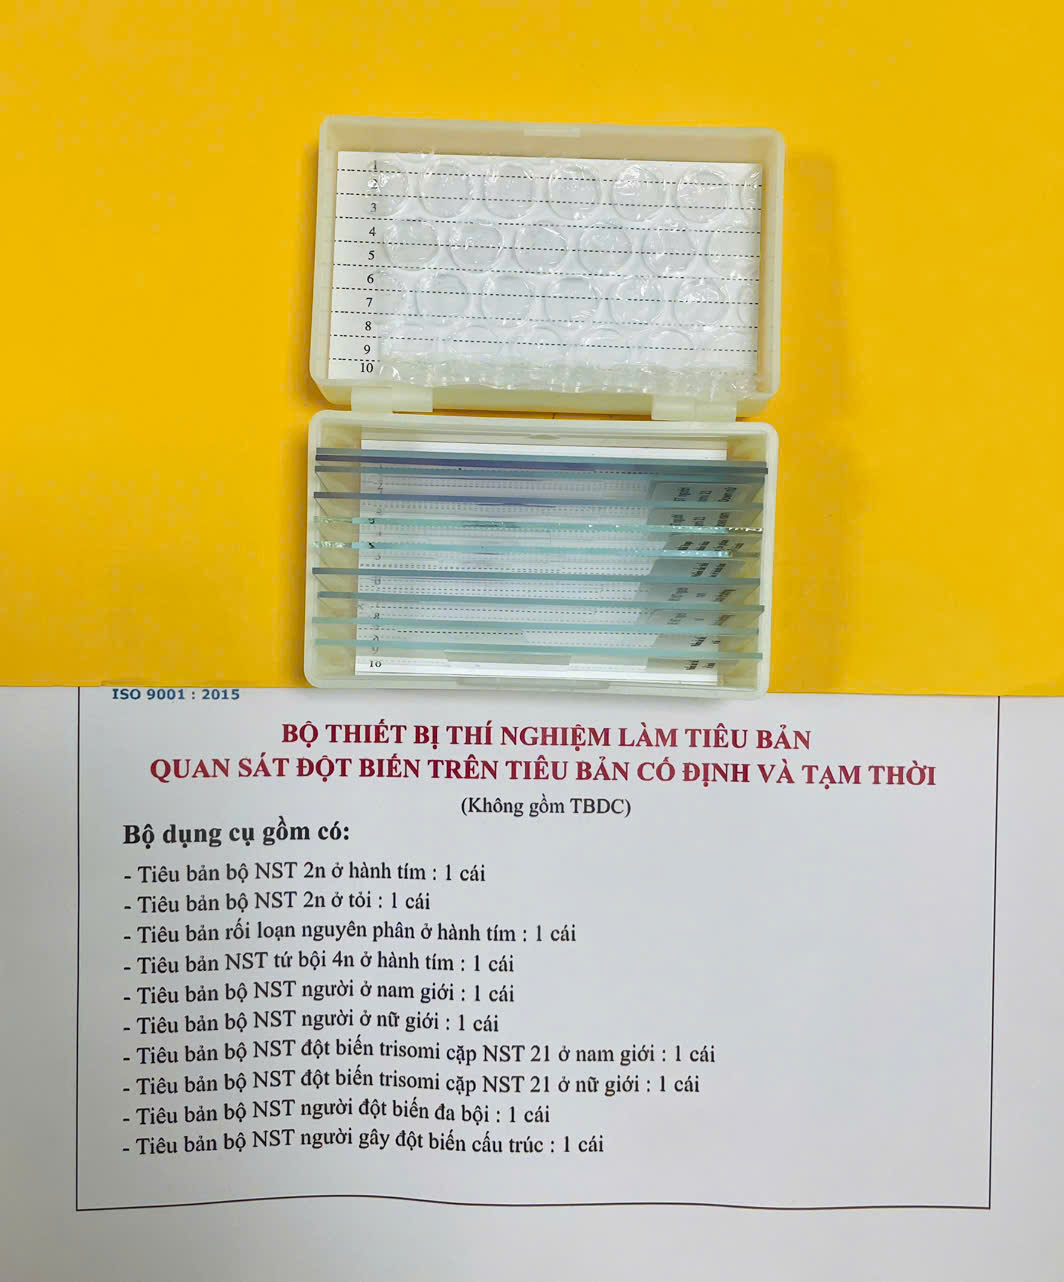 1
2
3
4
5
6
7
8
9
10
10
ISO 9001 : 2015
BỘ THIẾT BỊ THÍ NGHIỆM LÀM TIÊU BẢN
QUAN SÁT ĐỘT BIẾN TRÊN TIÊU BẢN CỐ ĐỊNH VÀ TẠM THỜI
(Không gồm TBDC)
Bộ dụng cụ gồm có:
- Tiêu bản bộ NST 2n ở hành tím : 1 cái
- Tiêu bản bộ NST 2n ở tỏi : 1 cái
- Tiêu bản rối loạn nguyên phân ở hành tím : 1 cái
- Tiêu bản NST tứ bội 4n ở hành tím : 1 cái
- Tiêu bản bộ NST người ở nam giới : 1 cái
- Tiêu bản bộ NST người ở nữ giới : 1 cái
- Tiêu bản bộ NST đột biến trisomi cặp NST 21 ở nam giới : 1 cái
- Tiêu bản bộ NST đột biến trisomi cặp NST 21 ở nữ giới : 1 cái
- Tiêu bản bộ NST người đột biến đa bội : 1 cái
- Tiêu bản bộ NST người gây đột biến cấu trúc : 1 cái